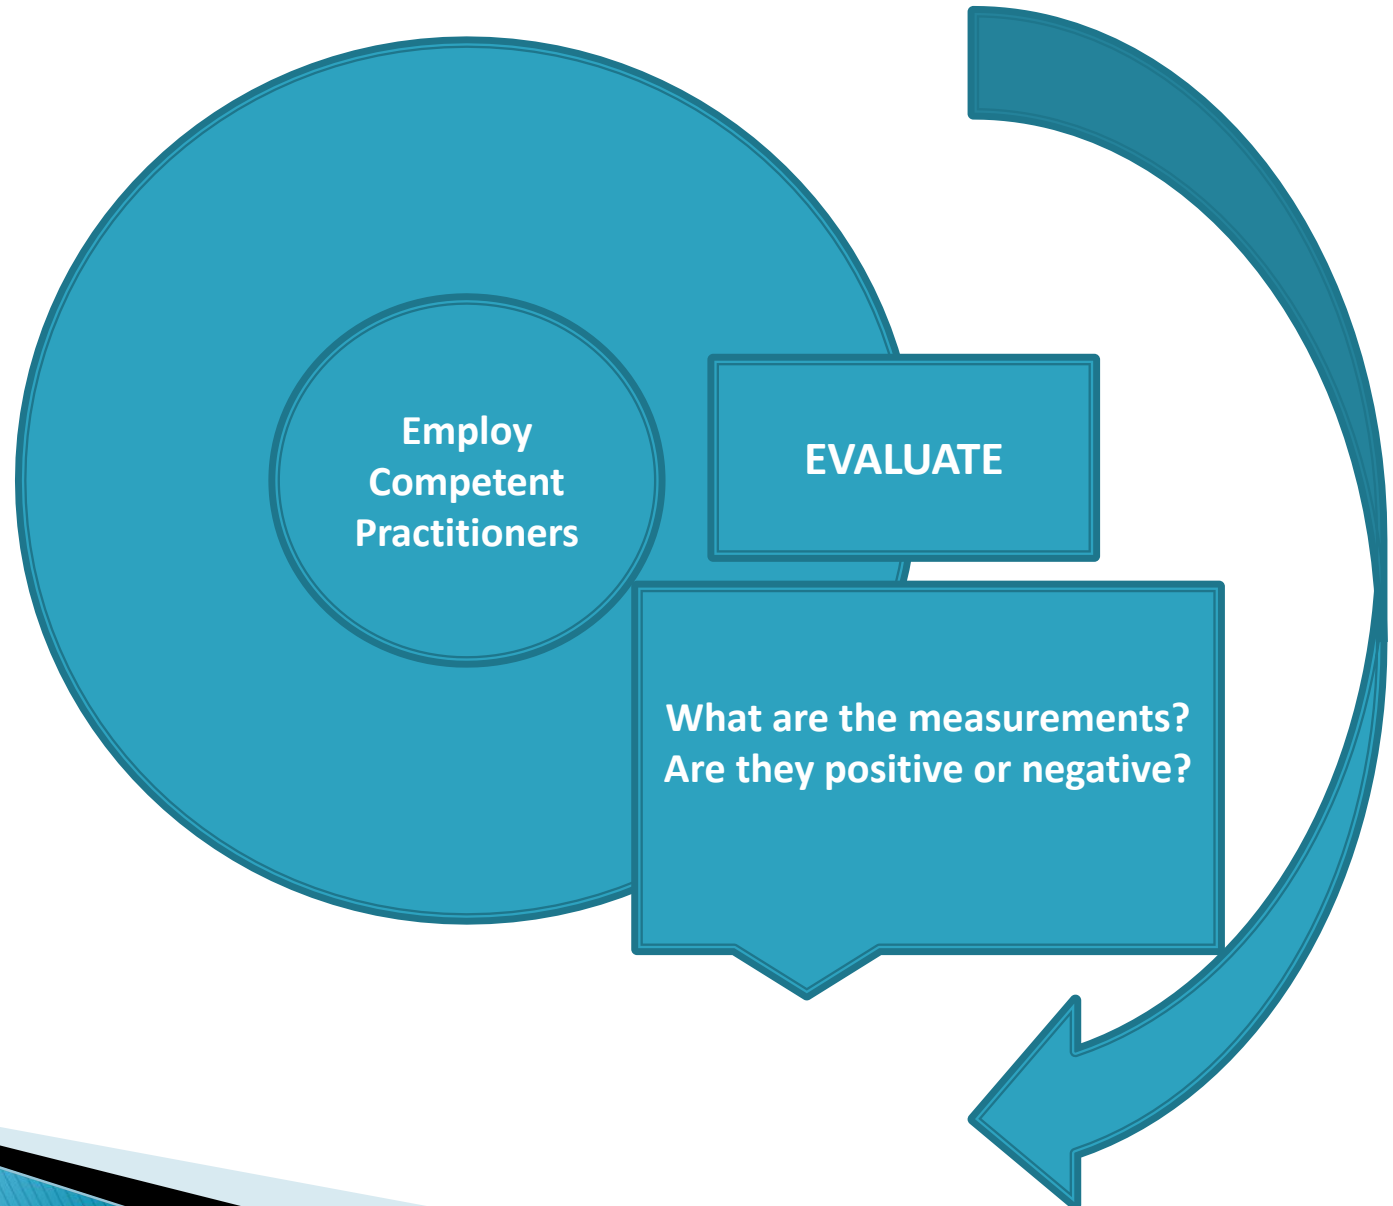 Employ
Competent
Practitioners
EVALUATE
What are the measurements?
Are they positive or negative?